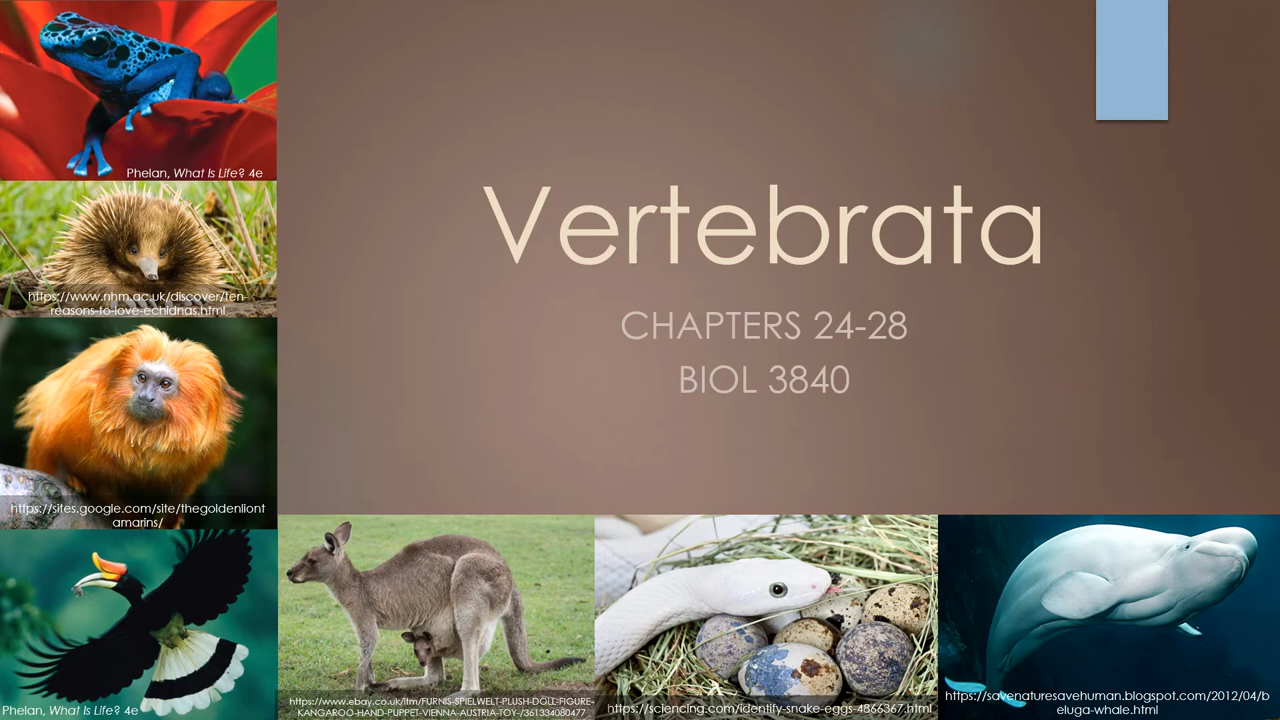 Phelan, What Is Life? 4e
https://www.nhm.ac.uk/discover/ten-
reasons-to-love-echidnas.html
https://sites.google.com/site/thegoldenliont
amarins/
Phelan, What Is Life? 4e
Vertebrata
CHAPTERS 24-28
BIOL 3840
https://www.ebay.co.uk/itm/FURNIS-SPIELWELT-PLUSH-DOLL-FIGURE-
KANGAROO-HAND-PUPPET-VIENNA-AUSTRIA-TOY-/361334080477
https://sciencing.com/identify-snake-eggs-4866367.html
https://savenaturesavehuman.blogspot.com/2012/04/b
eluga-whale.html